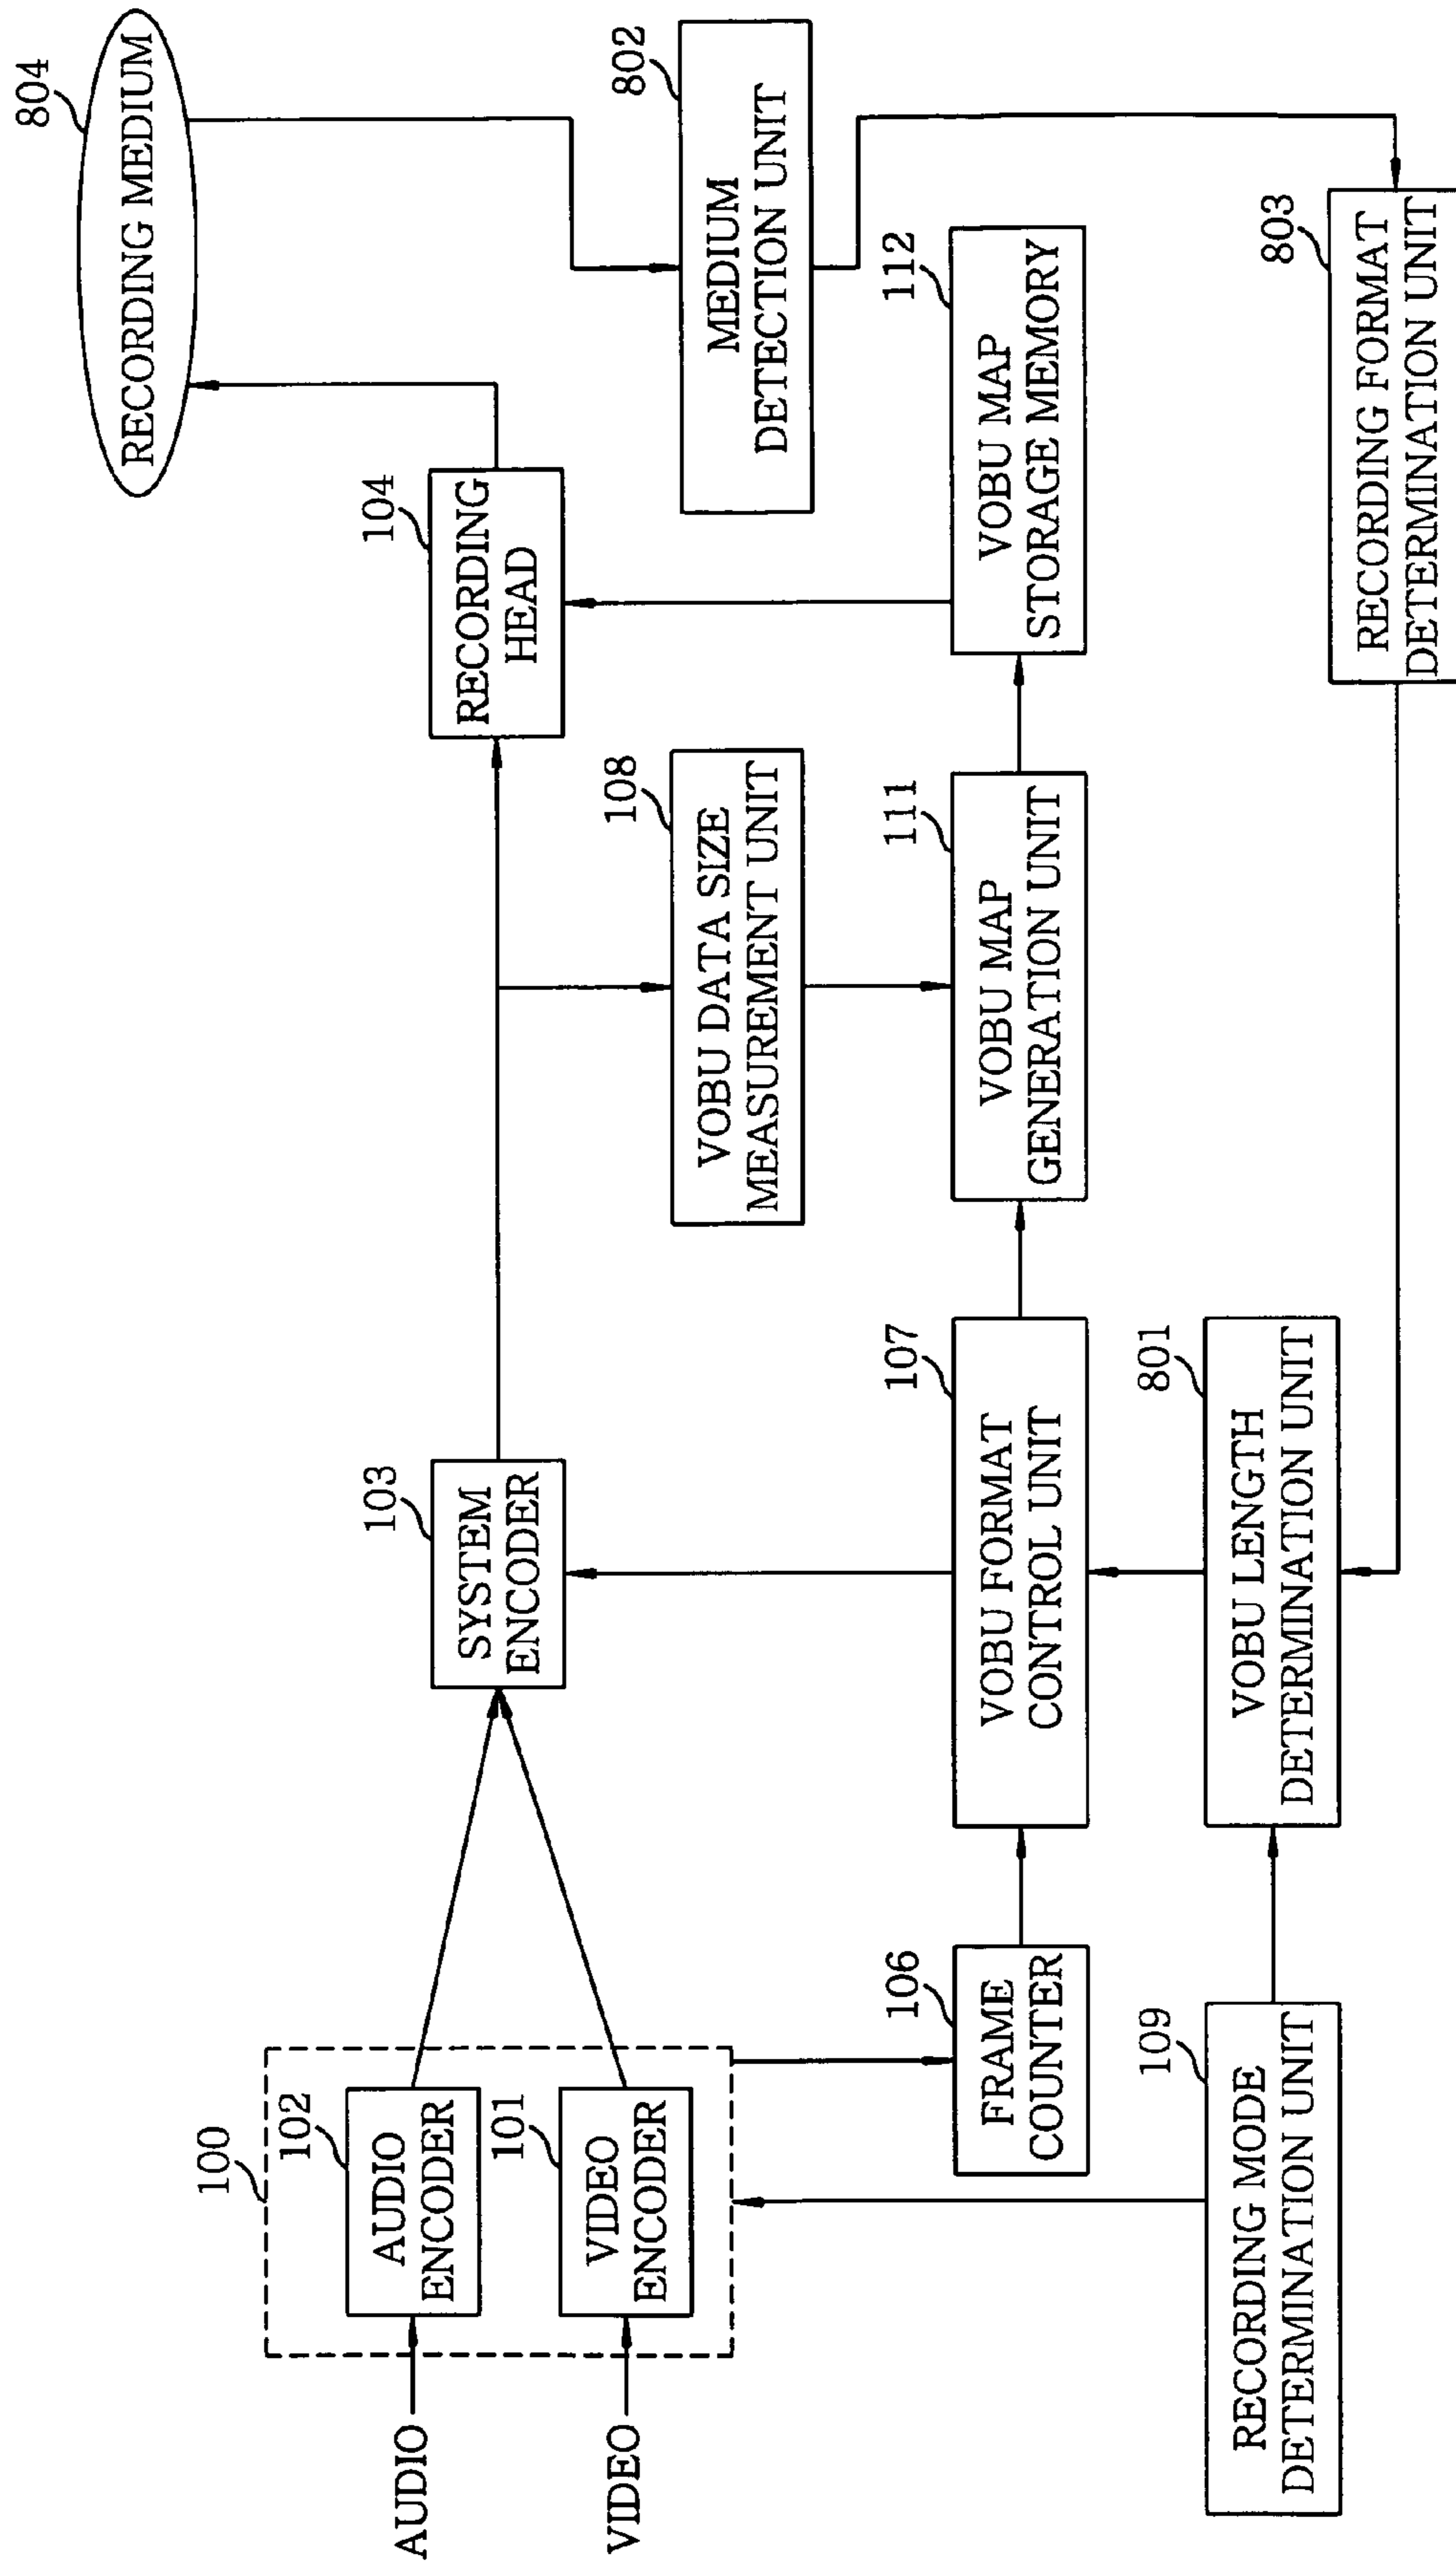 804
RECORDING MEDIUM
802
MEDIUM
DETECTION UNIT
803
RECORDING FORMAT
DETERMINATION UNIT
104
RECORDING
HEAD
112
VOBU MAP
STORAGE MEMORY
108
VOBU DATA SIZE
MEASUREMENT UNIT
111
VOBU MAP
GENERATION UNIT
103
SYSTEM
ENCODER
107
VOBU FORMAT
CONTROL UNIT
801
VOBU LENGTH
DETERMINATION UNIT
100
102
AUDIO
ENCODER
101
VIDEO
ENCODER
106
FRAME
COUNTER
109
RECORDING MODE
DETERMINATION UNIT
AUDIO
VIDEO